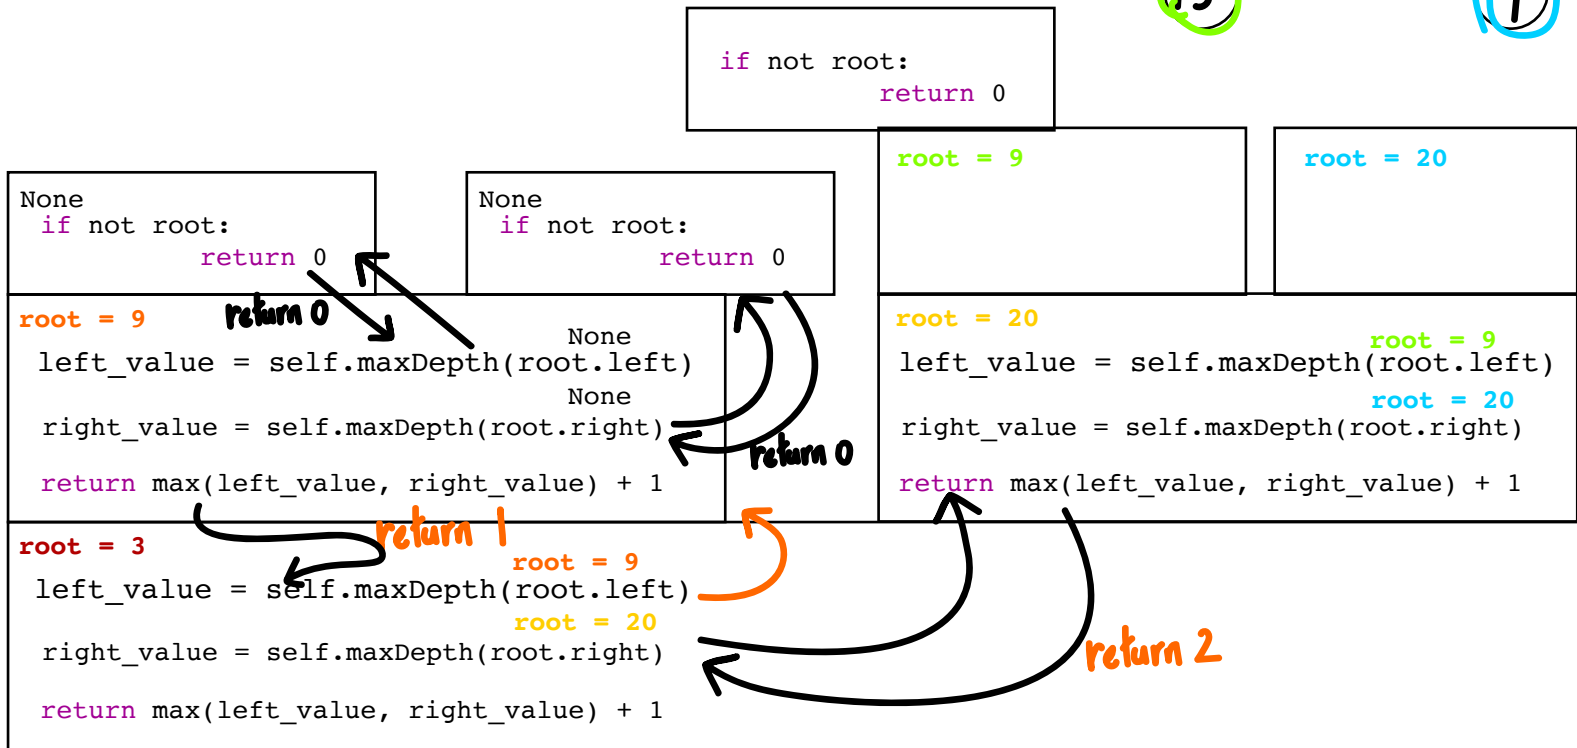 if not root:
return 0
root = 9
root = 20
None
if not root:
return 0
None
if not root:
return 0
root = 9
return 0
None
left_value = self.maxDepth(root.left)
None
right_value = self.maxDepth(root.right)
return 0
return max(left_value, right_value) + 1
root = 20
root = 9
left_value = self.maxDepth(root.left)
root = 20
right_value = self.maxDepth(root.right)
return max(left_value, right_value) + 1
root = 3
return 1
root = 9
left_value = self.maxDepth(root.left)
root = 20
right_value = self.maxDepth(root.right)
return 2
return max(left_value, right_value) + 1